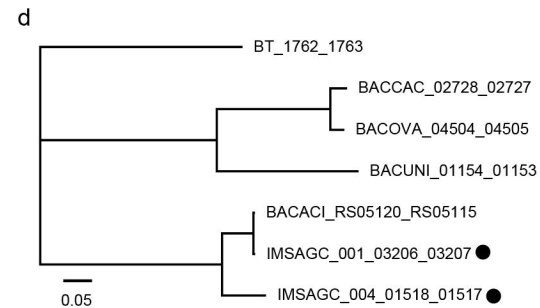 d
BT_1762_1763
BACCAC_02728_02727
BACOVA_04504_04505
BACUNI_01154_01153
BACACI_RS05120_RS05115
IMSAGC_001_03206_03207
IMSAGC_004_01518_01517
0.05